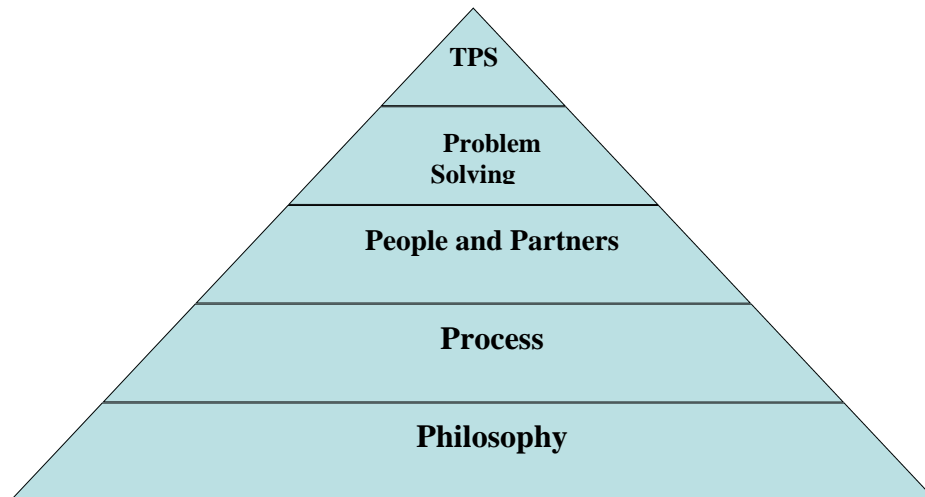 TPS
Problem
Solving
People and Partners
Process
Philosophy